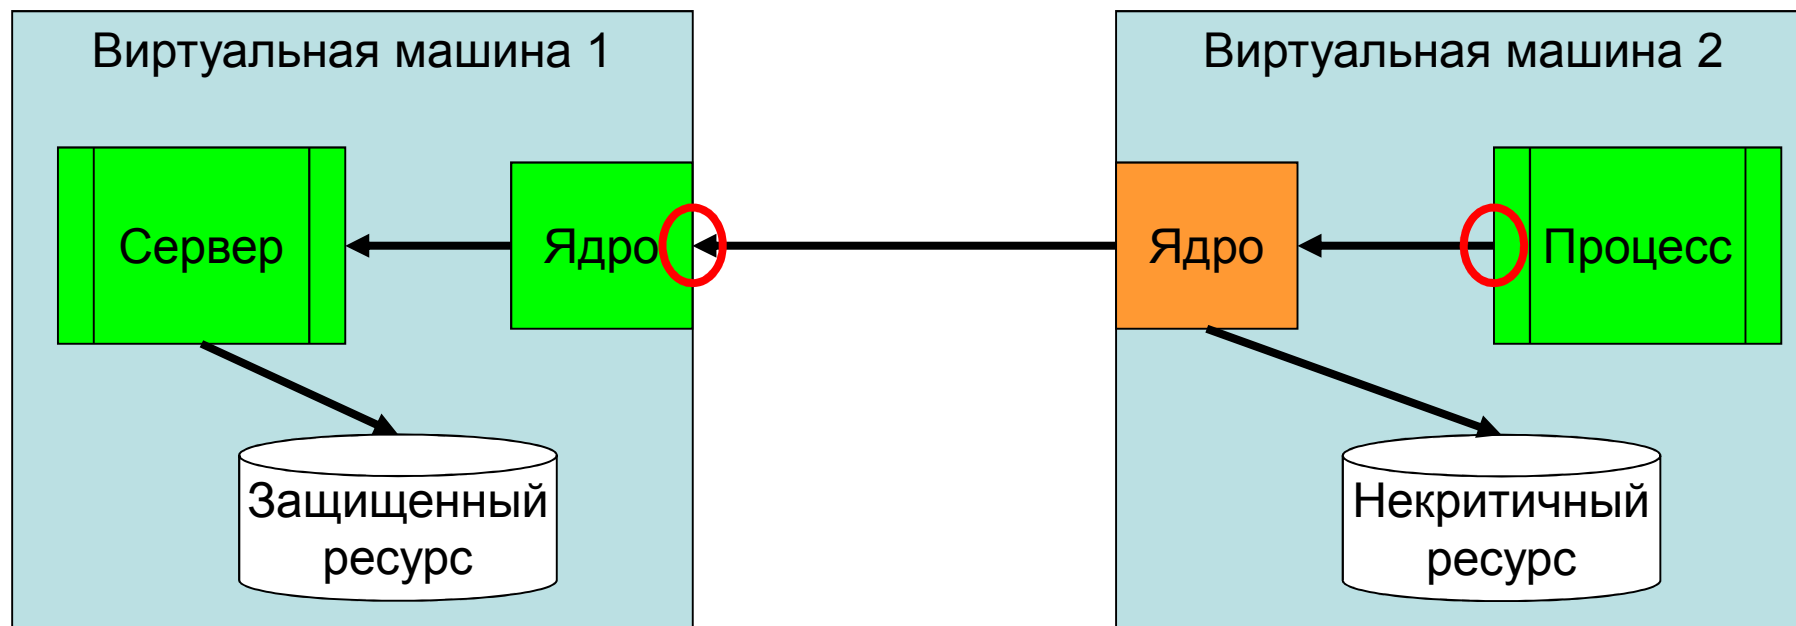 Виртуальная машина 1
Виртуальная машина 2
Сервер
Ядро
Ядро
Процесс
Защищенный
ресурс
Некритичный
ресурс